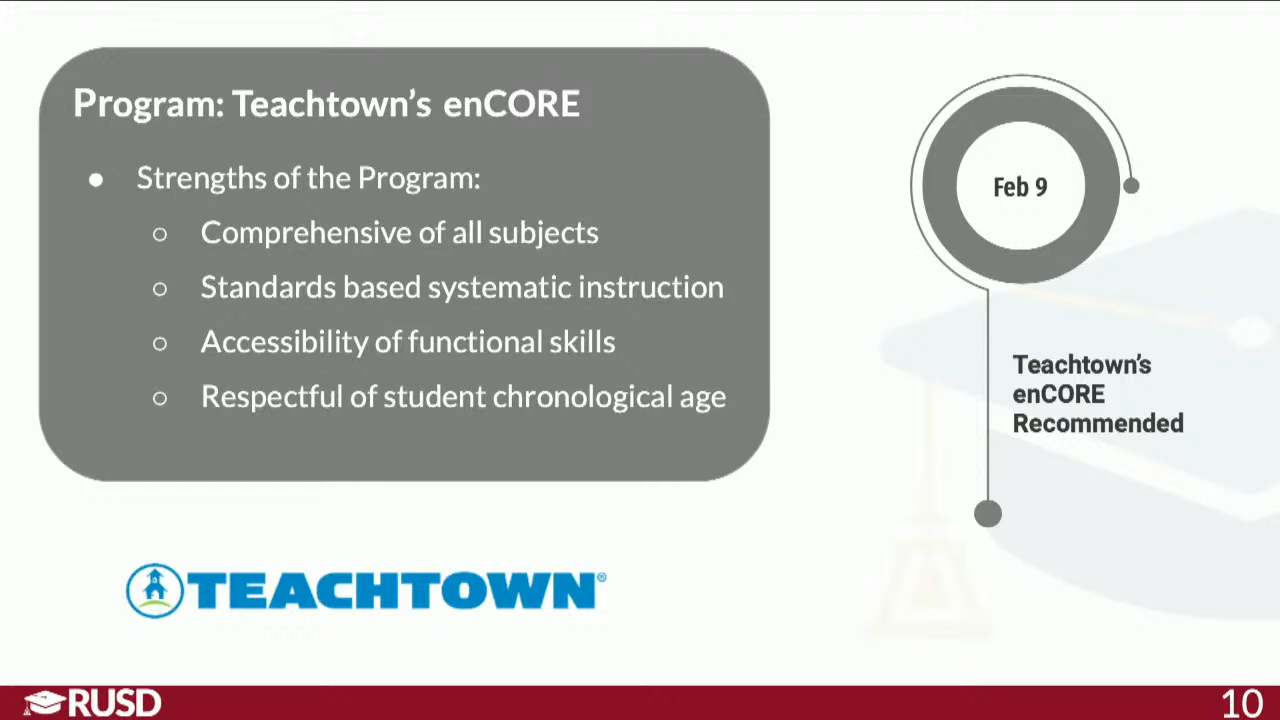 Program: Teachtown's enCORE
● Strengths of the Program:
○ Comprehensive of all subjects
○ Standards based systematic instruction
○ Accessibility of functional skills
○ Respectful of student chronological age
Feb 9
Teachtown's
enCORE
Recommended
TEACHTOWN®
RUSD
10